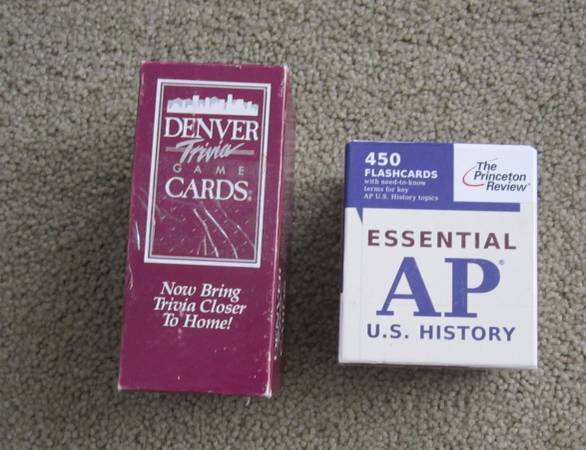 DENVER
Trivia
GAME
CARDS®
Now Bring
Trivia Closer
To Home!
450
FLASHCARDS
with need-to-know
terms for key
AP U.S. History topics
The
Princeton
Review®
ESSENTIAL
AP®
U.S. HISTORY